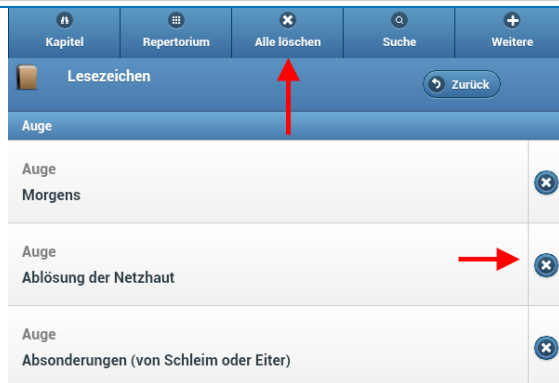 Kapitel Repertorium Alle löschen Suche Weitere
Lesezeichen Zurück
Auge
Auge
Morgens
Auge
Ablösung der Netzhaut
Auge
Absonderungen (von Schleim oder Eiter)